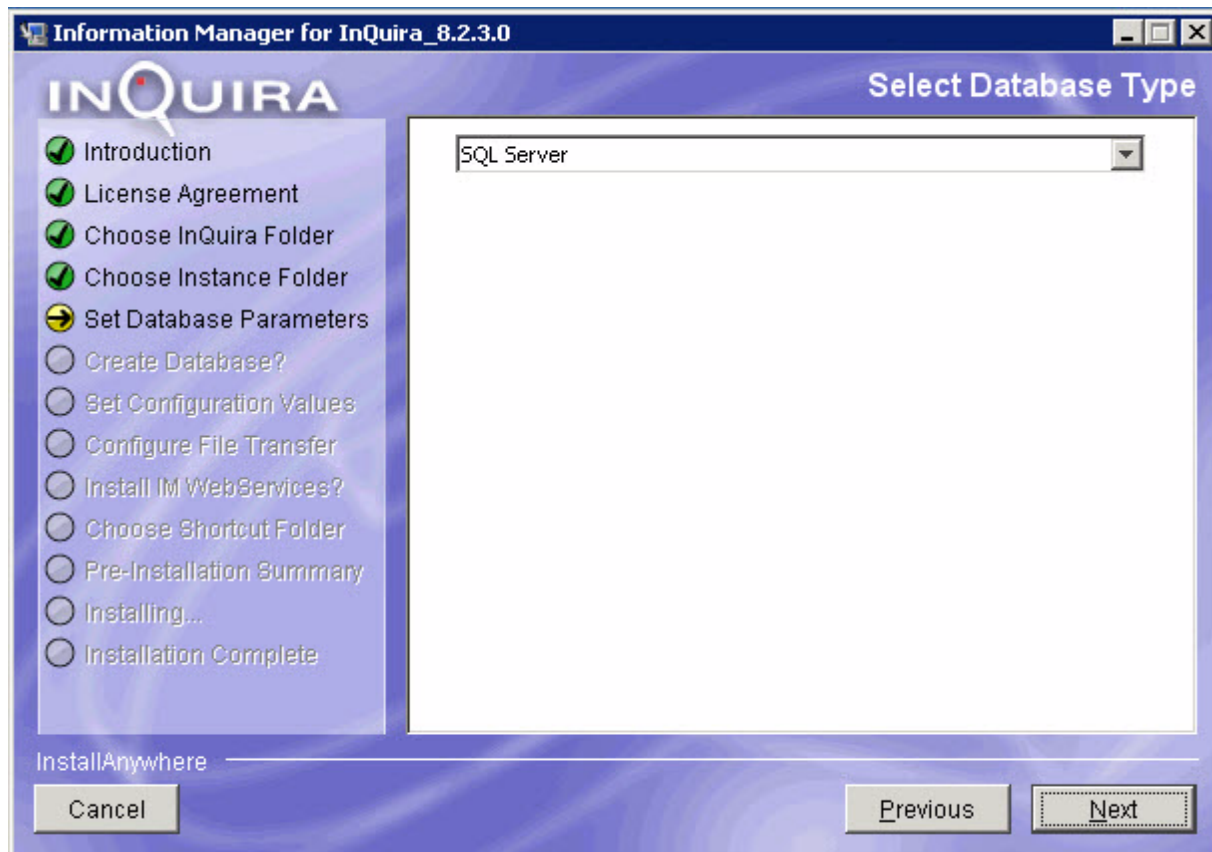 Information Manager for InQuira_8.2.3.0
INQUIRA
Select Database Type
Introduction
License Agreement
Choose InQuira Folder
Choose Instance Folder
Set Database Parameters
Create Database?
Set Configuration Values
Configure File Transfer
Install IM WebServices?
Choose Shortcut Folder
Pre-Installation Summary
Installing...
Installation Complete
SQL Server
InstallAnywhere
Cancel
Previous
Next